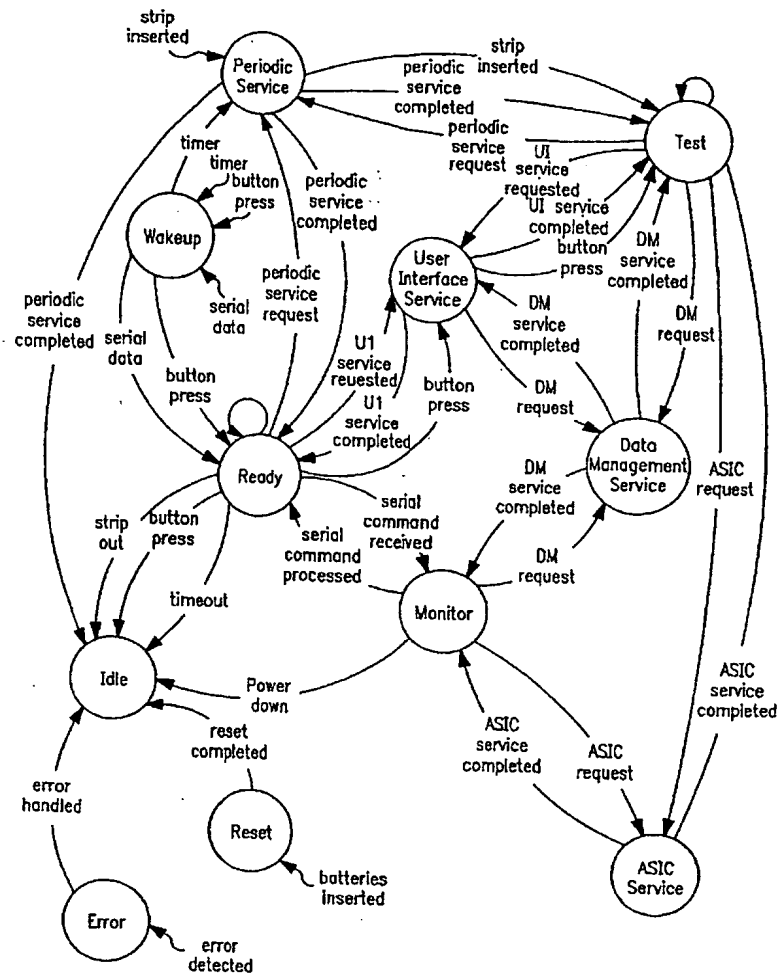 strip
inserted
Periodic
Service
strip
inserted
periodic
service
completed
periodic
service
request
Test
timer
timer
button
press
Wakeup
serial
data
periodic
service
completed
UI
service
requested
UI service
completed
button
press
User
Interface
Service
DM
service
completed
DM
request
periodic
service
completed
serial
data
button
press
periodic
service
request
U1
service
reuested
U1
service
completed
button
press
DM
service
completed
DM
request
Ready
Data
Management
Service
ASIC
request
strip
out
button
press
timeout
serial
command
processed
serial
command
received
DM
service
completed
DM
request
Monitor
Idle
Power
down
reset
completed
ASIC
service
completed
ASIC
request
ASIC
service
completed
error
handled
Reset
batteries
inserted
ASIC
Service
Error
error
detected